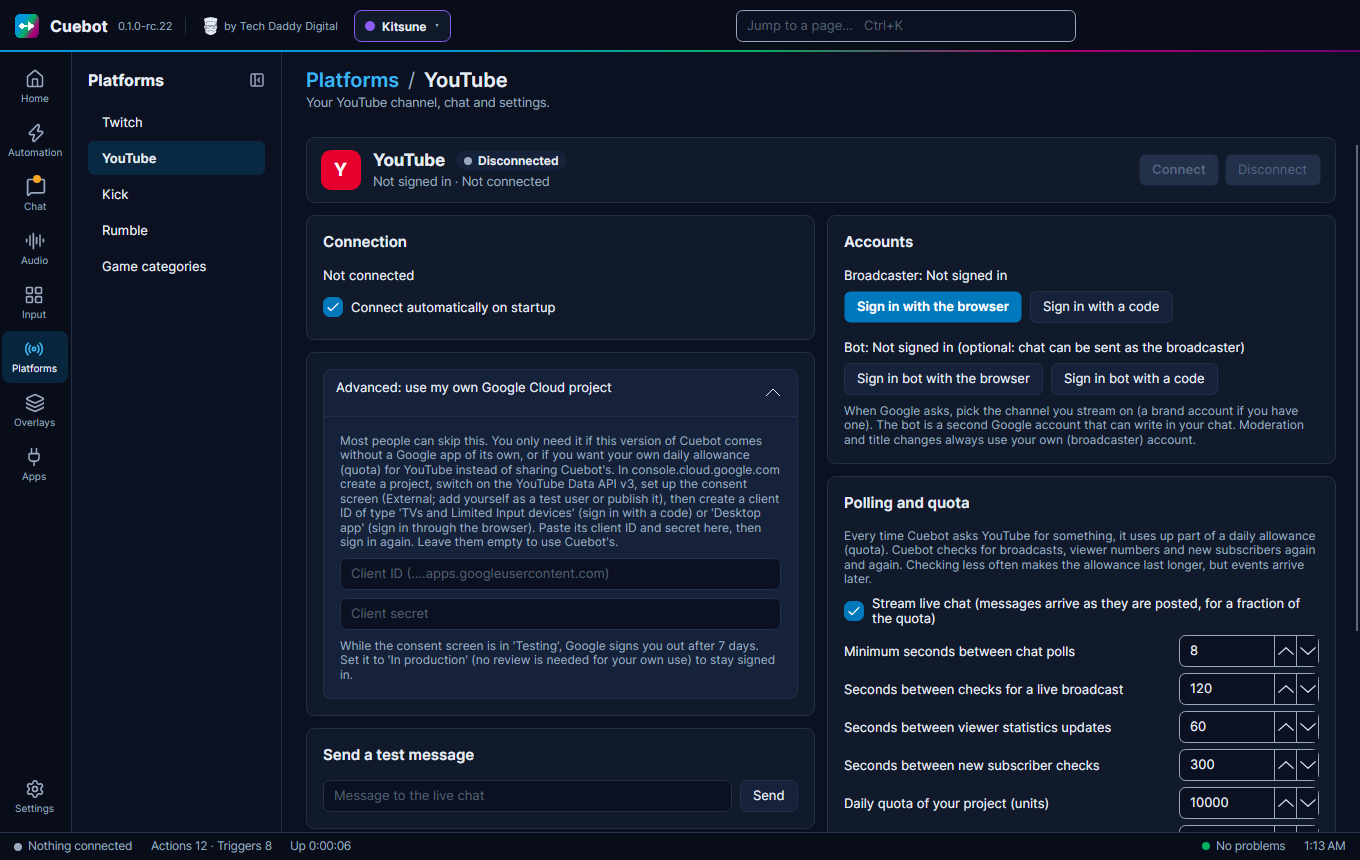 Cuebot 0.1.0-rc.22 by Tech Daddy Digital Kitsune Jump to a page... Ctrl+K
Home
Automation
Chat
Audio
Input
Platforms
Overlays
Apps
Settings
Platforms
Twitch
YouTube
Kick
Rumble
Game categories
Platforms / YouTube
Your YouTube channel, chat and settings.
Y
YouTube Disconnected
Not signed in · Not connected
Connect Disconnect
Connection
Not connected
Connect automatically on startup
Advanced: use my own Google Cloud project
Most people can skip this. You only need it if this version of Cuebot comes
without a Google app of its own, or if you want your own daily allowance
(quota) for YouTube instead of sharing Cuebot's. In console.cloud.google.com
create a project, switch on the YouTube Data API v3, set up the consent
screen (External; add yourself as a test user or publish it), then create a client
ID of type 'TVs and Limited Input devices' (sign in with a code) or 'Desktop
app' (sign in through the browser). Paste its client ID and secret here, then
sign in again. Leave them empty to use Cuebot's.
Client ID (....apps.googleusercontent.com)
Client secret
While the consent screen is in 'Testing', Google signs you out after 7 days.
Set it to 'In production' (no review is needed for your own use) to stay signed
in.
Send a test message
Message to the live chat
Send
Accounts
Broadcaster: Not signed in
Sign in with the browser Sign in with a code
Bot: Not signed in (optional: chat can be sent as the broadcaster)
Sign in bot with the browser Sign in bot with a code
When Google asks, pick the channel you stream on (a brand account if you have
one). The bot is a second Google account that can write in your chat. Moderation
and title changes always use your own (broadcaster) account.
Polling and quota
Every time Cuebot asks YouTube for something, it uses up part of a daily allowance
(quota). Cuebot checks for broadcasts, viewer numbers and new subscribers again
and again. Checking less often makes the allowance last longer, but events arrive
later.
Stream live chat (messages arrive as they are posted, for a fraction of
the quota)
Minimum seconds between chat polls 8
Seconds between checks for a live broadcast 120
Seconds between viewer statistics updates 60
Seconds between new subscriber checks 300
Daily quota of your project (units) 10000
Nothing connected Actions 12 · Triggers 8 Up 0:00:06 No problems 1:13 AM